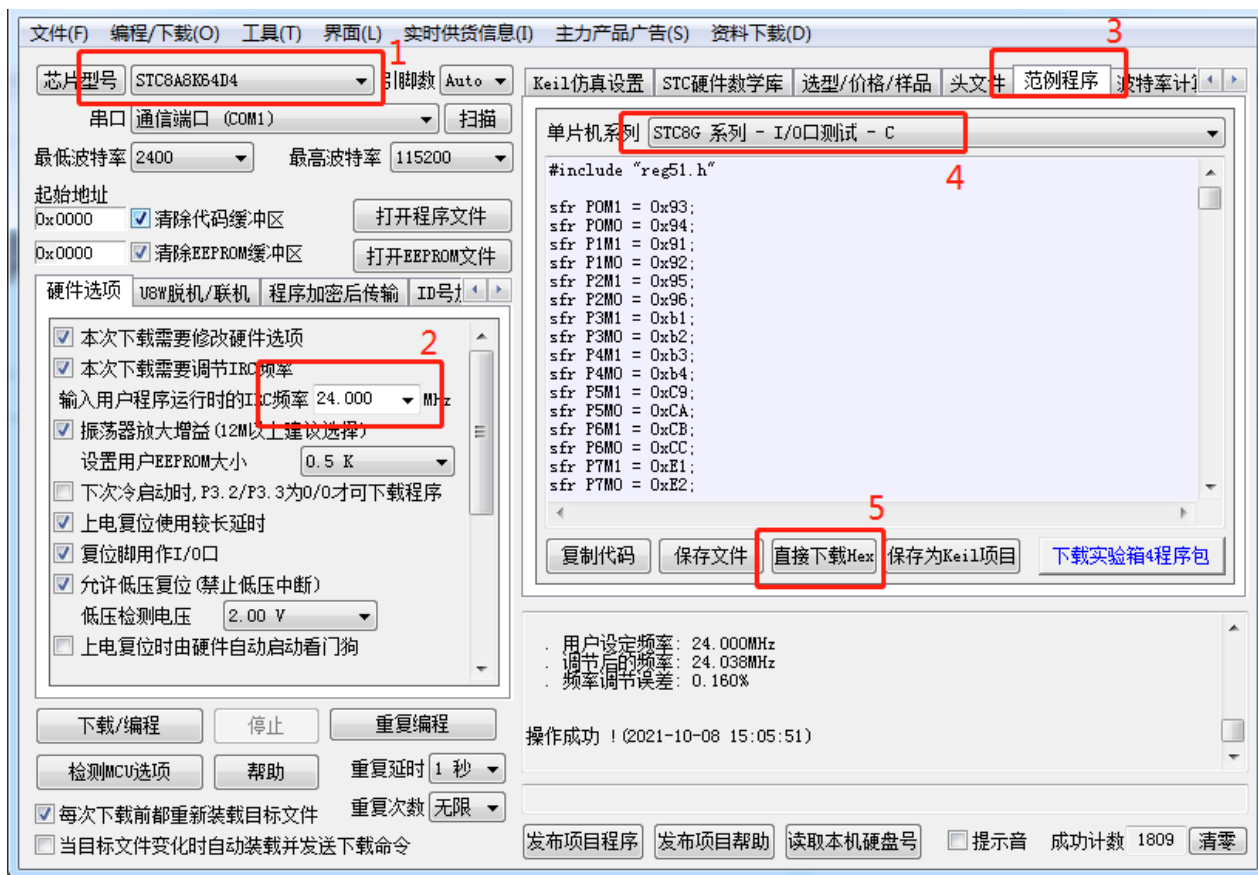 文件(F) 编程/下载(O) 工具(T) 界面(L) 实时供货信息(I) 主力产品广告(S) 资料下载(D)
1
3
芯片型号 STC8A8K64D4 引脚数 Auto
串口 通信端口 (COM1) 扫描
最低波特率 2400 最高波特率 115200
起始地址
0x0000 清除代码缓冲区 打开程序文件
0x0000 清除EEPROM缓冲区 打开EEPROM文件
硬件选项 U8W脱机/联机 程序加密后传输 ID号
本次下载需要修改硬件选项
2
本次下载需要调节IRC频率
输入用户程序运行时的IRC频率 24.000 MHz
振荡器放大增益(12M以上建议选择)
设置用户EEPROM大小 0.5 K
下次冷启动时,P3.2/P3.3为0/0才可下载程序
上电复位使用较长延时
复位脚用作I/O口
允许低压复位(禁止低压中断)
低压检测电压 2.00 V
上电复位时由硬件自动启动看门狗
下载/编程 停止 重复编程
检测MCU选项 帮助 重复延时 1 秒
每次下载前都重新装载目标文件 重复次数 无限
当目标文件变化时自动装载并发送下载命令
Keil仿真设置 STC硬件数学库 选型/价格/样品 头文件 范例程序 波特率计
单片机系列 STC8G 系列 - I/O口测试 - C
4
#include "reg51.h"
sfr P0M1 = 0x93;
sfr P0M0 = 0x94;
sfr P1M1 = 0x91;
sfr P1M0 = 0x92;
sfr P2M1 = 0x95;
sfr P2M0 = 0x96;
sfr P3M1 = 0xb1;
sfr P3M0 = 0xb2;
sfr P4M1 = 0xb3;
sfr P4M0 = 0xb4;
sfr P5M1 = 0xC9;
sfr P5M0 = 0xCA;
sfr P6M1 = 0xCB;
sfr P6M0 = 0xCC;
sfr P7M1 = 0xE1;
sfr P7M0 = 0xE2;
5
复制代码 保存文件 直接下载Hex 保存为Keil项目 下载实验箱4程序包
. 用户设定频率: 24.000MHz
. 调节后的频率: 24.038MHz
. 频率调节误差: 0.160%
操作成功 !(2021-10-08 15:05:51)
发布项目程序 发布项目帮助 读取本机硬盘号 提示音 成功计数 1809 清零